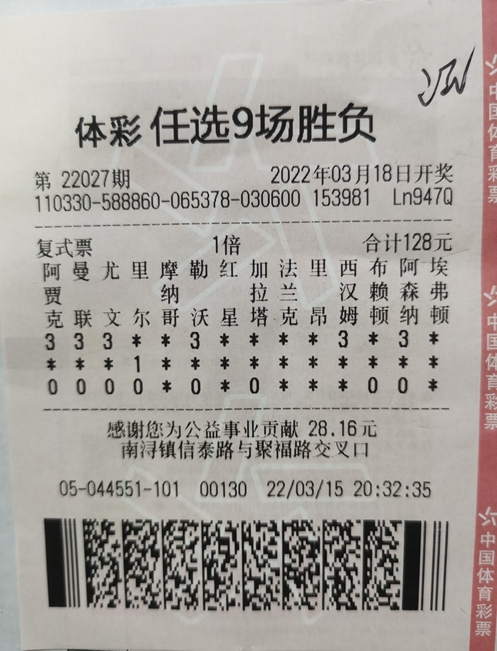 体彩 任选9场胜负
第 22027期 2022年03月18日开奖
110330-588860-065378-030600 153981 Ln947Q
复式票 1倍 合计128元
阿 曼 尤 里 摩 勒 红 加 法 里 西 布 阿 埃
贾 纳 拉 兰 汉 赖 森 弗
克 联 文 尔 哥 沃 星 塔 克 昂 姆 顿 纳 顿
3 3 3 * * 3 * * * * 3 * 3 *
* * * 1 * * * * * * * * * *
0 0 0 0 * 0 * 0 * * * 0 0 *
感谢您为公益事业贡献 28.16元
南浔镇信泰路与聚福路交叉口
05-044551-101 00130 22/03/15 20:32:35
中国体育彩票
中国体育彩票
中国体育彩票